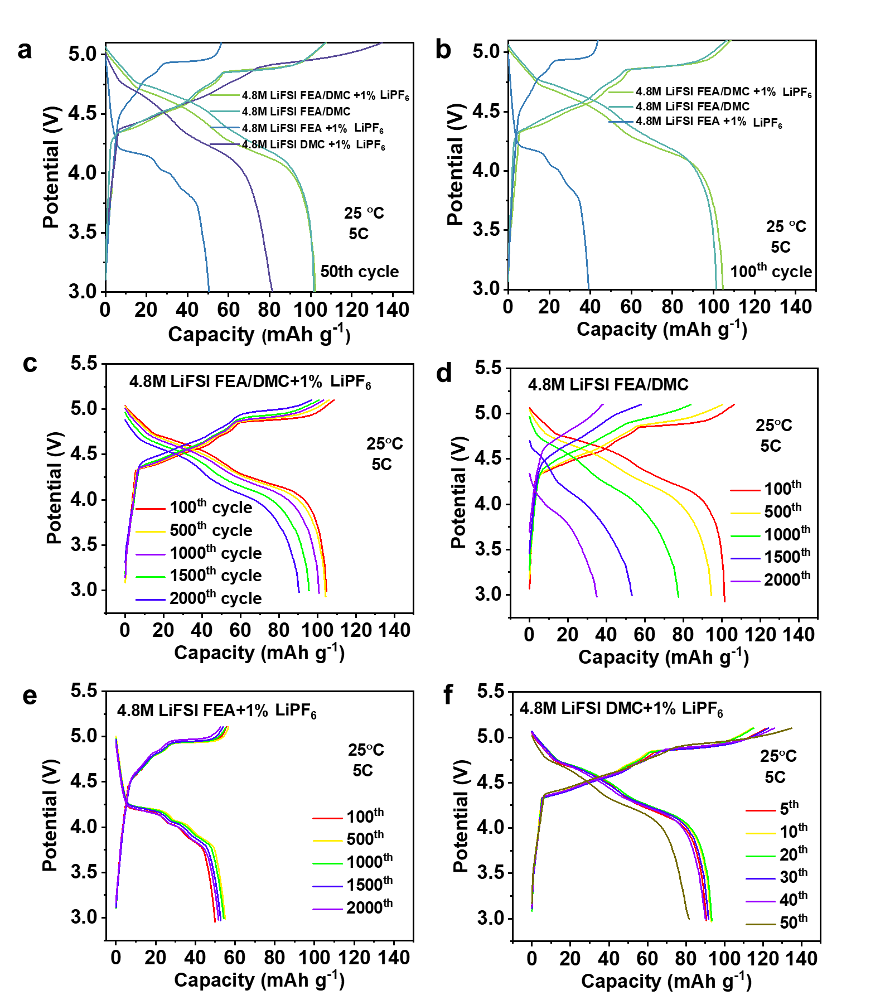 a
5.0
4.5
4.0
3.5
3.0
Potential (V)
4.8M LiFSI FEA/DMC +1% LiPF6
4.8M LiFSI FEA/DMC
4.8M LiFSI FEA +1% LiPF6
4.8M LiFSI DMC +1% LiPF6
25 °C
5C
50th cycle
0 20 40 60 80 100 120 140
Capacity (mAh g-1)
b
5.0
4.5
4.0
3.5
3.0
Potential (V)
4.8M LiFSI FEA/DMC +1% LiPF6
4.8M LiFSI FEA/DMC
4.8M LiFSI FEA +1% LiPF6
25 °C
5C
100th cycle
0 20 40 60 80 100 120 140
Capacity (mAh g-1)
c
5.5
5.0
4.5
4.0
3.5
3.0
Potential (V)
4.8M LiFSI FEA/DMC+1% LiPF6
25°C
5C
100th cycle
500th cycle
1000th cycle
1500th cycle
2000th cycle
0 20 40 60 80 100 120 140
Capacity (mAh g-1)
d
5.5
5.0
4.5
4.0
3.5
3.0
Potential (V)
4.8M LiFSI FEA/DMC
25°C
5C
100th
500th
1000th
1500th
2000th
0 20 40 60 80 100 120 140
Capacity (mAh g-1)
e
5.5
5.0
4.5
4.0
3.5
3.0
Potential (V)
4.8M LiFSI FEA+1% LiPF6
25°C
5C
100th
500th
1000th
1500th
2000th
0 20 40 60 80 100 120 140
Capacity (mAh g-1)
f
5.5
5.0
4.5
4.0
3.5
3.0
Potential (V)
4.8M LiFSI DMC+1% LiPF6
25°C
5C
5th
10th
20th
30th
40th
50th
0 20 40 60 80 100 120 140
Capacity (mAh g-1)